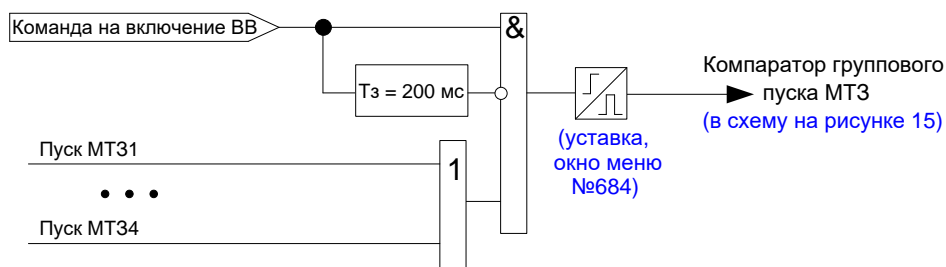 Команда на включение ВВ
&
Тз = 200 мс
Компаратор группового
пуска МТЗ
(в схему на рисунке 15)
(уставка,
окно меню
№684)
Пуск МТЗ1
1
• • •
Пуск МТЗ4